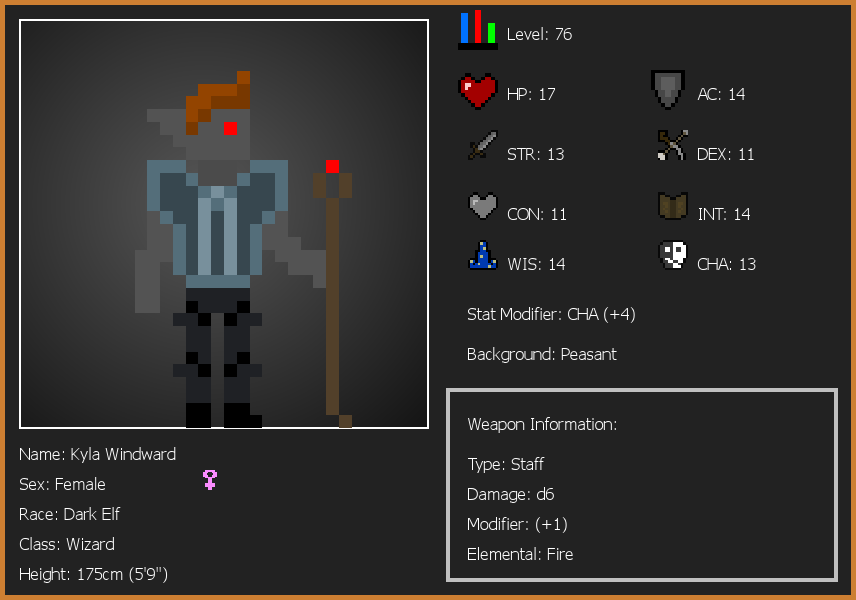 Level: 76
HP: 17
AC: 14
STR: 13
DEX: 11
CON: 11
INT: 14
WIS: 14
CHA: 13
Stat Modifier: CHA (+4)
Background: Peasant
Weapon Information:
Type: Staff
Damage: d6
Modifier: (+1)
Elemental: Fire
Name: Kyla Windward
Sex: Female
Race: Dark Elf
Class: Wizard
Height: 175cm (5'9")